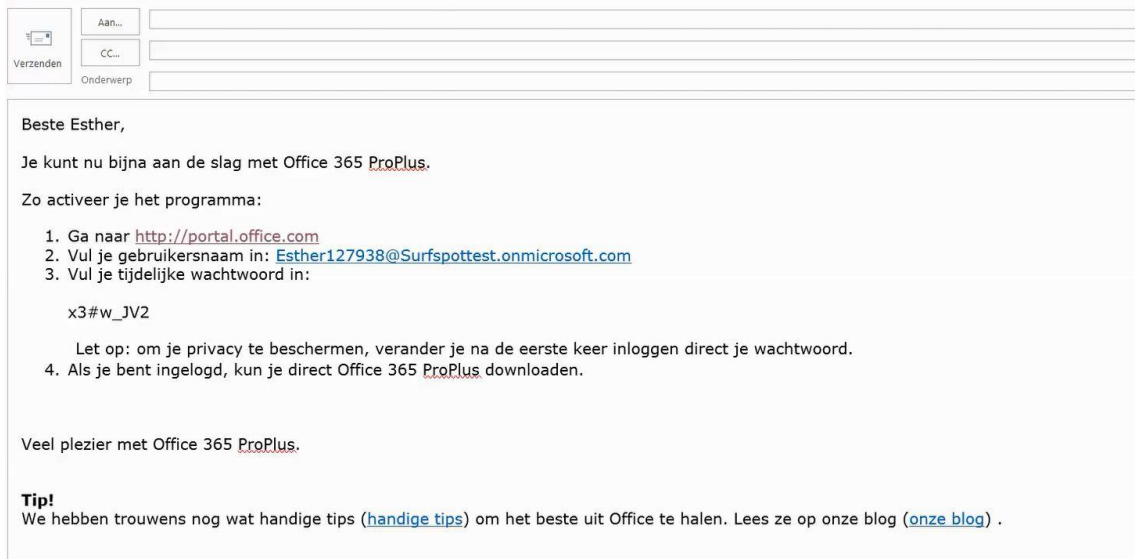 Verzenden
Aan...
CC...
Onderwerp
Beste Esther,
Je kunt nu bijna aan de slag met Office 365 ProPlus.
Zo activeer je het programma:
1. Ga naar http://portal.office.com
2. Vul je gebruikersnaam in: Esther127938@Surfspottest.onmicrosoft.com
3. Vul je tijdelijke wachtwoord in:
x3#w_JV2
Let op: om je privacy te beschermen, verander je na de eerste keer inloggen direct je wachtwoord.
4. Als je bent ingelogd, kun je direct Office 365 ProPlus downloaden.
Veel plezier met Office 365 ProPlus.
Tip!
We hebben trouwens nog wat handige tips (handige tips) om het beste uit Office te halen. Lees ze op onze blog (onze blog) .